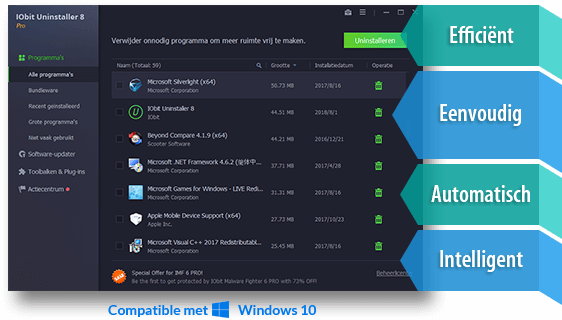 IObit Uninstaller 8
Pro
Verwijder onnodig programma om meer ruimte vrij te maken.
Uninstalleren
Programma's
Alle programma's
Bundleware
Recent geïnstalleerd
Grote programma's
Niet vaak gebruikt
Software-updater
Toolbalken & Plug-ins
Actiecentrum
Naam (Totaal: 59) Grootte Installatiedatum Operatie
Microsoft Silverlight (x64) 50.73 MB 2017/8/16
Microsoft Corporation
IObit Uninstaller 8 44.51 MB 2018/8/1
IObit
Beyond Compare 4.1.9 (x64) 44.21 MB 2016/12/21
Scooter Software
Microsoft .NET Framework 4.6.2 (简体中... 37.71 MB 2017/4/28
Microsoft Corporation
Microsoft Games for Windows - LIVE Redi... 31.31 MB 2017/8/16
Microsoft Corporation
Apple Mobile Device Support (x64) 27.73 MB 2017/10/23
Apple Inc.
Microsoft Visual C++ 2017 Redistributabl... 25.45 MB 2017/8/16
Microsoft Corporation
Special Offer for IMF 6 PRO!
Be the first to get protected by IObit Malware Fighter 6 PRO with 73% OFF!
Efficiënt
Eenvoudig
Automatisch
Intelligent
Compatible met Windows 10